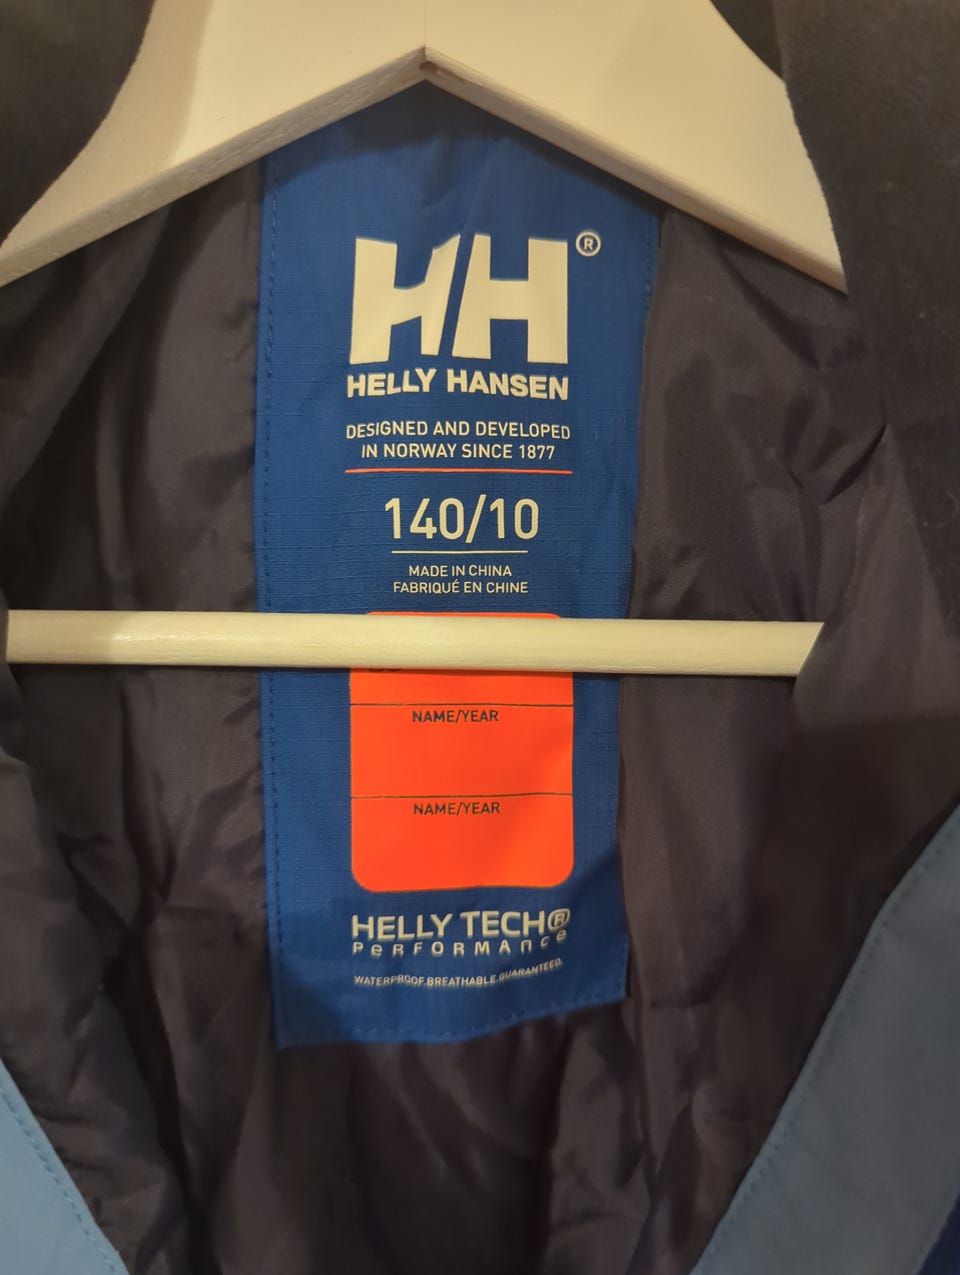 HH®
HELLY HANSEN
DESIGNED AND DEVELOPED
IN NORWAY SINCE 1877
140/10
MADE IN CHINA
FABRIQUÉ EN CHINE
NAME/YEAR
NAME/YEAR
HELLY TECH®
PERFORMANCE
WATERPROOF.BREATHABLE.GUARANTEED.